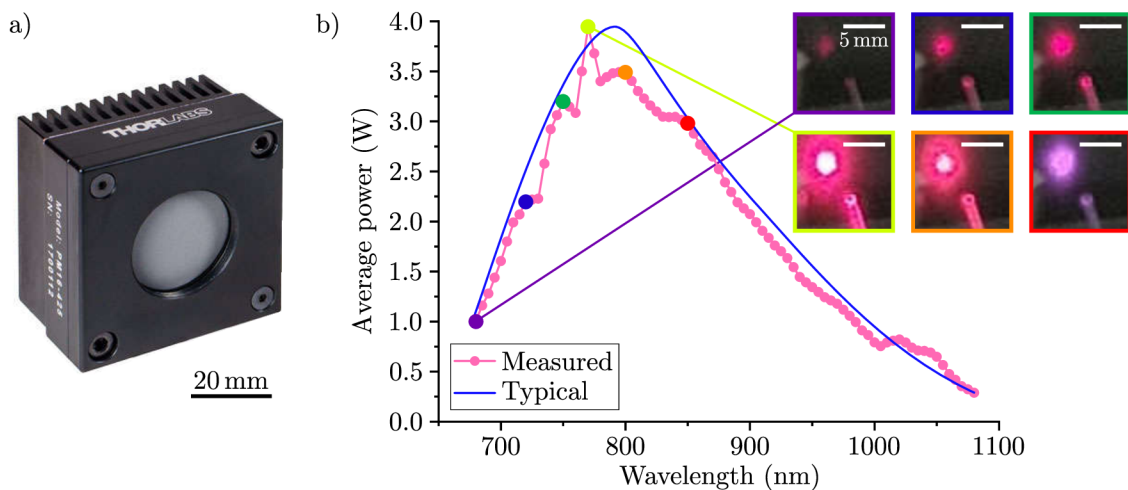 a)
THORLABS
Model: PM16-425
SN: 1700112
20 mm
b)
Average power (W)
4.0
3.5
3.0
2.5
2.0
1.5
1.0
0.5
0.0
5 mm
Measured
Typical
700
800
900
1000
1100
Wavelength (nm)